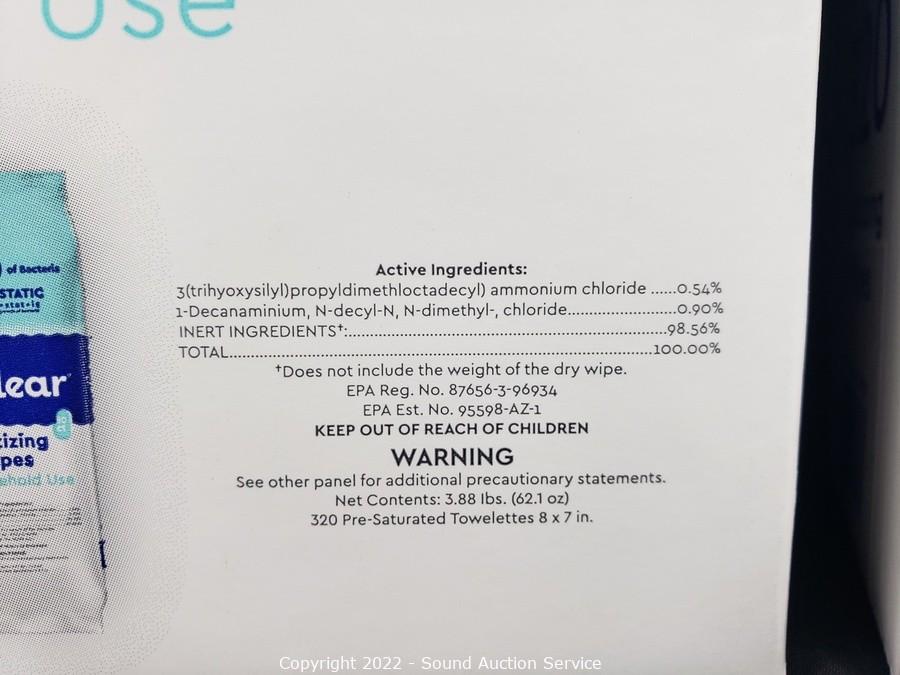 Use
of Bacteria
STATIC
lear
izing
pes
ehold Use
Active Ingredients:
3(trihyoxysilyl)propyldimethloctadecyl) ammonium chloride ......0.54%
1-Decanaminium, N-decyl-N, N-dimethyl-, chloride......................0.90%
INERT INGREDIENTS†:................................................................98.56%
TOTAL.....................................................................................100.00%
†Does not include the weight of the dry wipe.
EPA Reg. No. 87656-3-96934
EPA Est. No. 95598-AZ-1
KEEP OUT OF REACH OF CHILDREN
WARNING
See other panel for additional precautionary statements.
Net Contents: 3.88 lbs. (62.1 oz)
320 Pre-Saturated Towelettes 8 x 7 in.
Copyright 2022 - Sound Auction Service